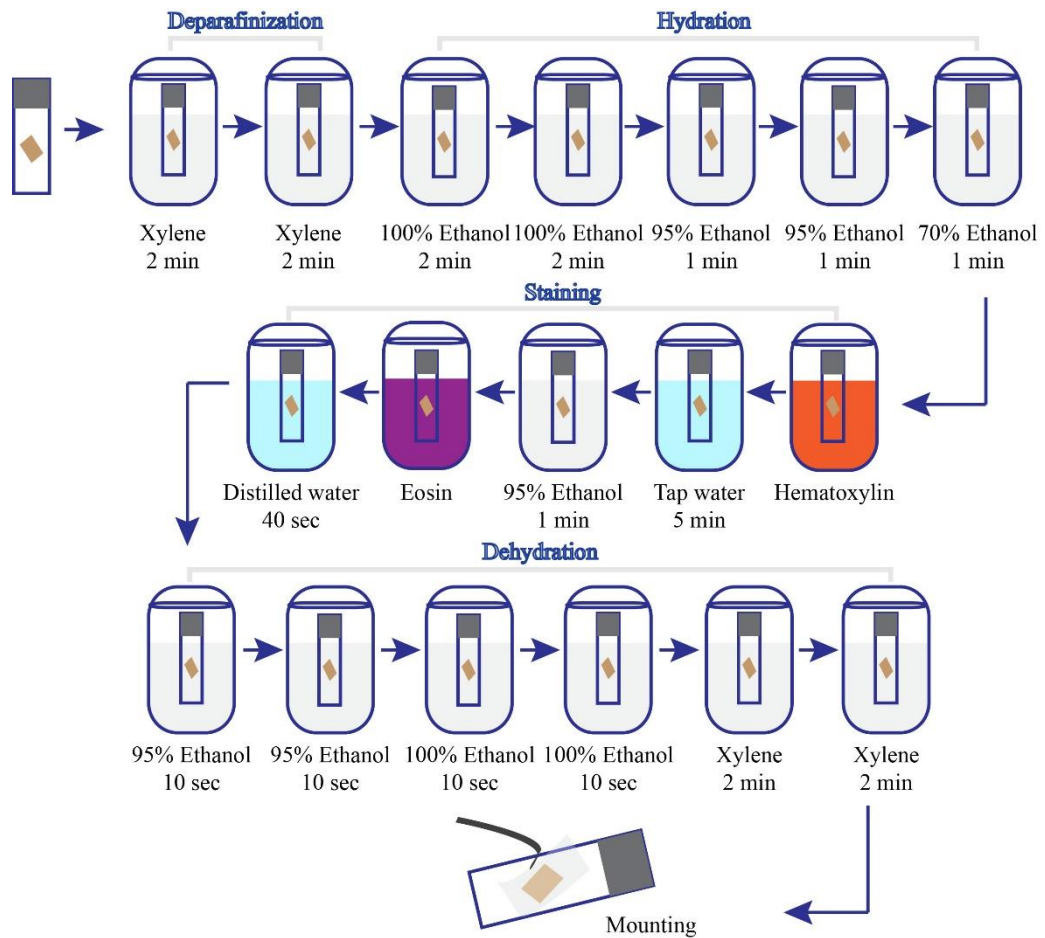 Deparafinization
Hydration
Xylene
2 min
Xylene
2 min
100% Ethanol
2 min
100% Ethanol
2 min
95% Ethanol
1 min
95% Ethanol
1 min
70% Ethanol
1 min
Staining
Distilled water
40 sec
Eosin
95% Ethanol
1 min
Tap water
5 min
Hematoxylin
Dehydration
95% Ethanol
10 sec
95% Ethanol
10 sec
100% Ethanol
10 sec
100% Ethanol
10 sec
Xylene
2 min
Xylene
2 min
Mounting